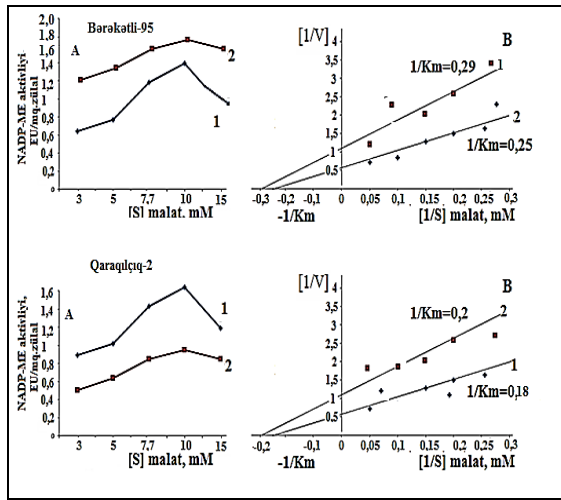 Bərəkətli-95
A
NADP-ME aktivliyi
EU/mq.zülal
2,0
1,8
1,6
1,4
1,2
1
0,8
0,6
0,4
0,2
0
2
1
3 5 7,7 10 15
[S] malat, mM
B
[1/V]
4
3,5
3
2,5
2
1,5
1
0,5
1/Km=0,29
1
2
1/Km=0,25
-0,3 -0,2 -0,1 0 0,05 0,1 0,15 0,2 0,25 0,3
-1/Km
[1/S] malat, mM
Qaraqılçıq-2
A
NADP-ME aktivliyi,
EU/mq.zülal
1,6
1,4
1,2
1
0,8
0,6
0,4
0,2
0
1
2
3 5 7,7 10 15
[S] malat, mM
B
[1/V]
4
3,5
3
2,5
2
1,5
1
0,5
1/Km=0,2
2
1
1/Km=0,18
-0,2 -0,2 -0,1 0 0,05 0,1 0,15 0,2 0,25 0,3
-1/Km
[1/S] malat, mM